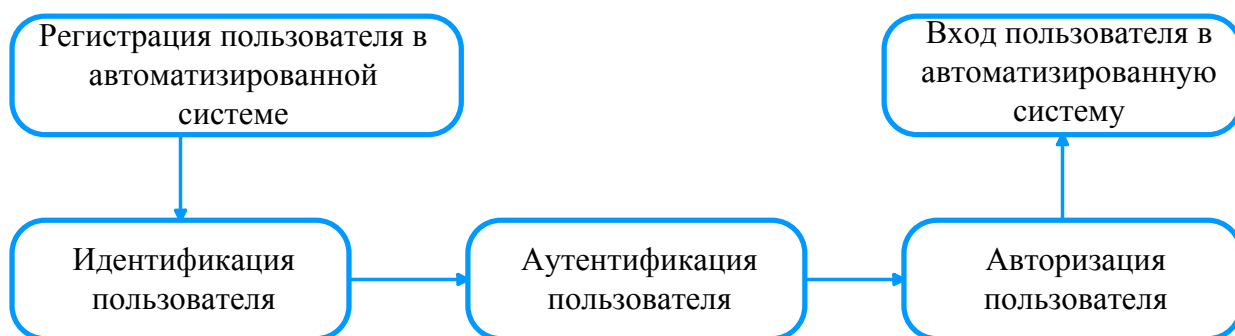 Регистрация пользователя в
автоматизированной
системе
Вход пользователя в
автоматизированную
систему
Идентификация
пользователя
Аутентификация
пользователя
Авторизация
пользователя